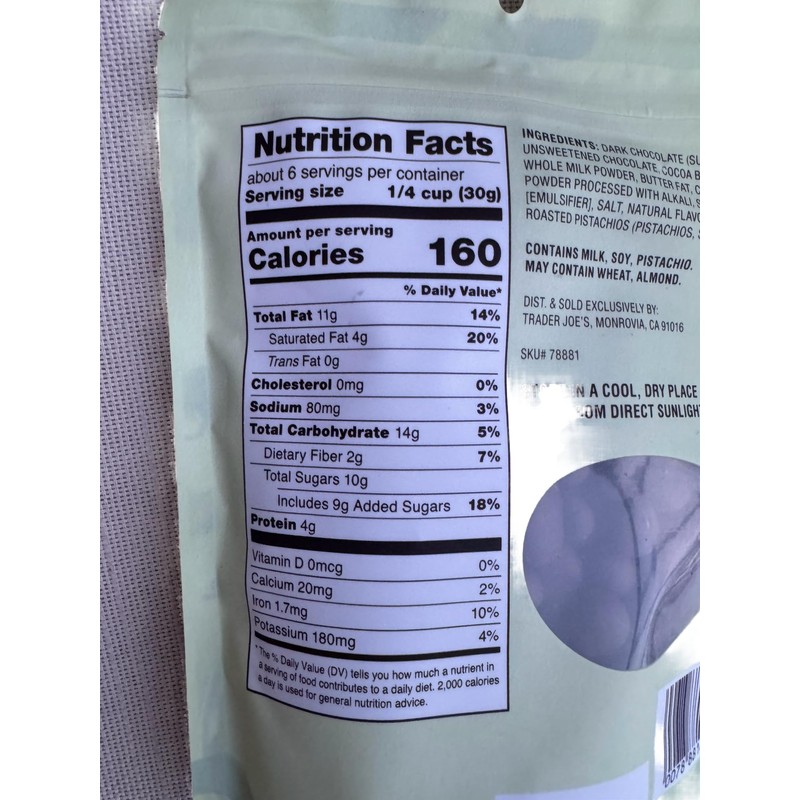 Nutrition Facts
about 6 servings per container
Serving size 1/4 cup (30g)
Amount per serving
Calories 160
% Daily Value*
Total Fat 11g 14%
Saturated Fat 4g 20%
Trans Fat 0g
Cholesterol 0mg 0%
Sodium 80mg 3%
Total Carbohydrate 14g 5%
Dietary Fiber 2g 7%
Total Sugars 10g
Includes 9g Added Sugars 18%
Protein 4g
Vitamin D 0mcg 0%
Calcium 20mg 2%
Iron 1.7mg 10%
Potassium 180mg 4%
*The % Daily Value (DV) tells you how much a nutrient in
a serving of food contributes to a daily diet. 2,000 calories
a day is used for general nutrition advice.
INGREDIENTS: DARK CHOCOLATE
UNSWEETENED CHOCOLATE, COCOA
WHOLE MILK POWDER, BUTTER FAT,
POWDER PROCESSED WITH ALKALI,
[EMULSIFIER], SALT, NATURAL
ROASTED PISTACHIOS (PISTACHIOS,
CONTAINS MILK, SOY, PISTACHIO.
MAY CONTAIN WHEAT, ALMOND.
DIST. & SOLD EXCLUSIVELY BY:
TRADER JOE'S, MONROVIA, CA 91016
SKU# 78881
A COOL, DRY PLACE
DIRECT